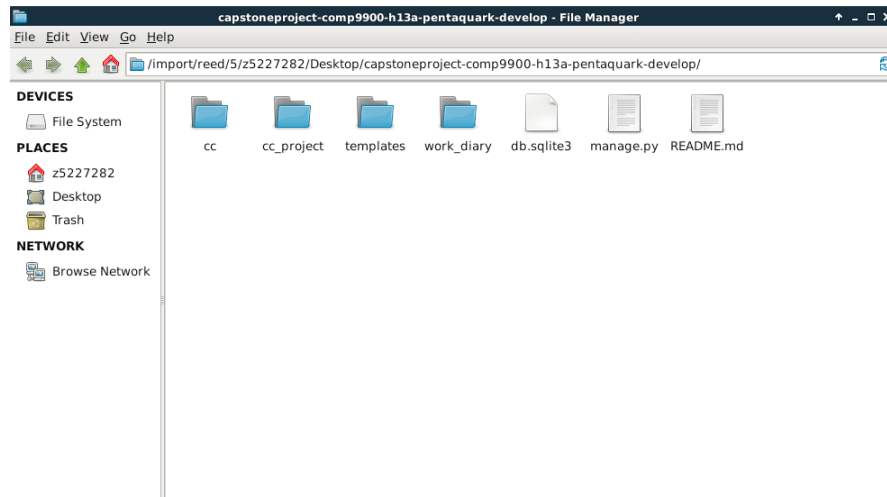 capstoneproject-comp9900-h13a-pentaquark-develop - File Manager
File Edit View Go Help
/import/reed/5/z5227282/Desktop/capstoneproject-comp9900-h13a-pentaquark-develop/
DEVICES
File System
PLACES
z5227282
Desktop
Trash
NETWORK
Browse Network
cc cc_project templates work_diary db.sqlite3 manage.py README.md